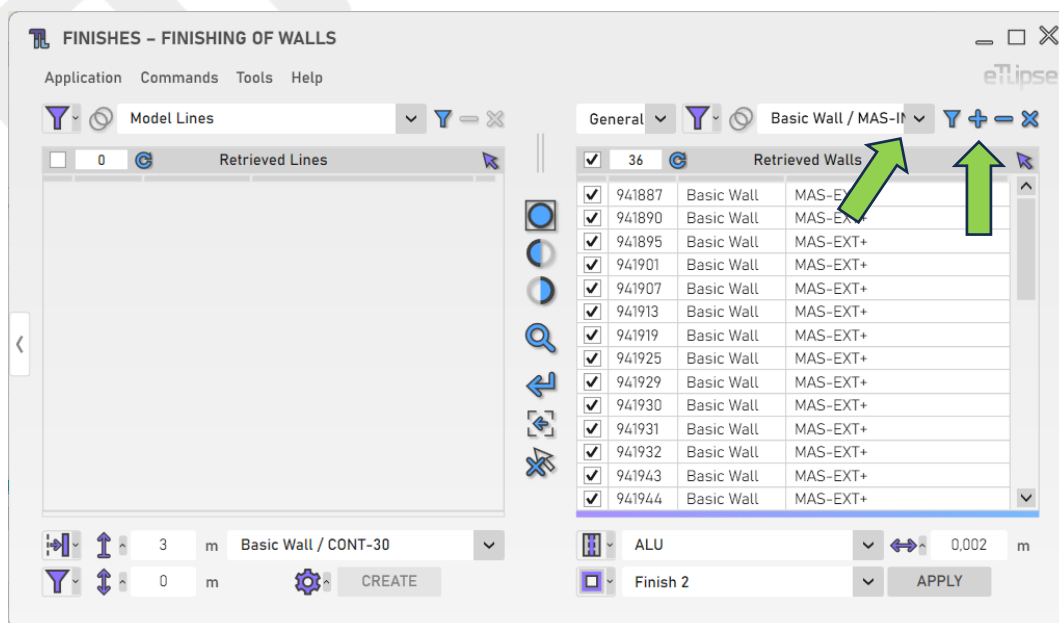 FINISHES – FINISHING OF WALLS
Application Commands Tools Help
eTLipse
Model Lines
General
Basic Wall / MAS-IN
0 Retrieved Lines
36 Retrieved Walls
941887 Basic Wall MAS-EXT+
941890 Basic Wall MAS-EXT+
941895 Basic Wall MAS-EXT+
941901 Basic Wall MAS-EXT+
941907 Basic Wall MAS-EXT+
941913 Basic Wall MAS-EXT+
941919 Basic Wall MAS-EXT+
941925 Basic Wall MAS-EXT+
941929 Basic Wall MAS-EXT+
941930 Basic Wall MAS-EXT+
941931 Basic Wall MAS-EXT+
941932 Basic Wall MAS-EXT+
941943 Basic Wall MAS-EXT+
941944 Basic Wall MAS-EXT+
3 m Basic Wall / CONT-30
ALU 0,002 m
0 m CREATE
Finish 2 APPLY